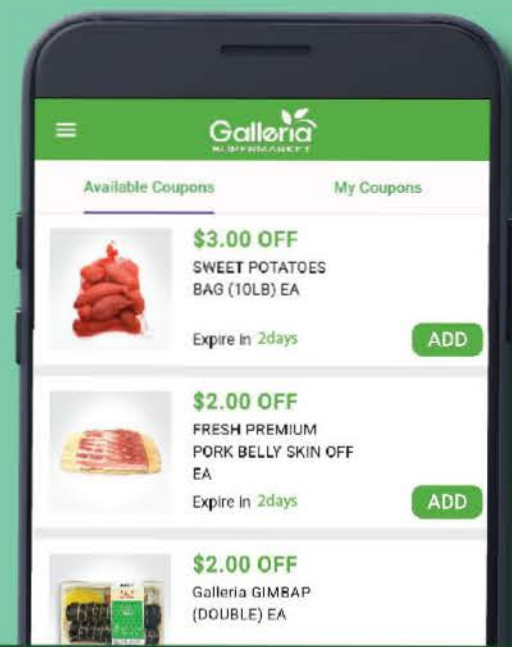 Galleria
SUPERMARKET
Available Coupons
My Coupons
$3.00 OFF
SWEET POTATOES
BAG (10LB) EA
Expire in 2days
ADD
$2.00 OFF
FRESH PREMIUM
PORK BELLY SKIN OFF
EA
Expire in 2days
ADD
$2.00 OFF
Galleria GIMBAP
(DOUBLE) EA